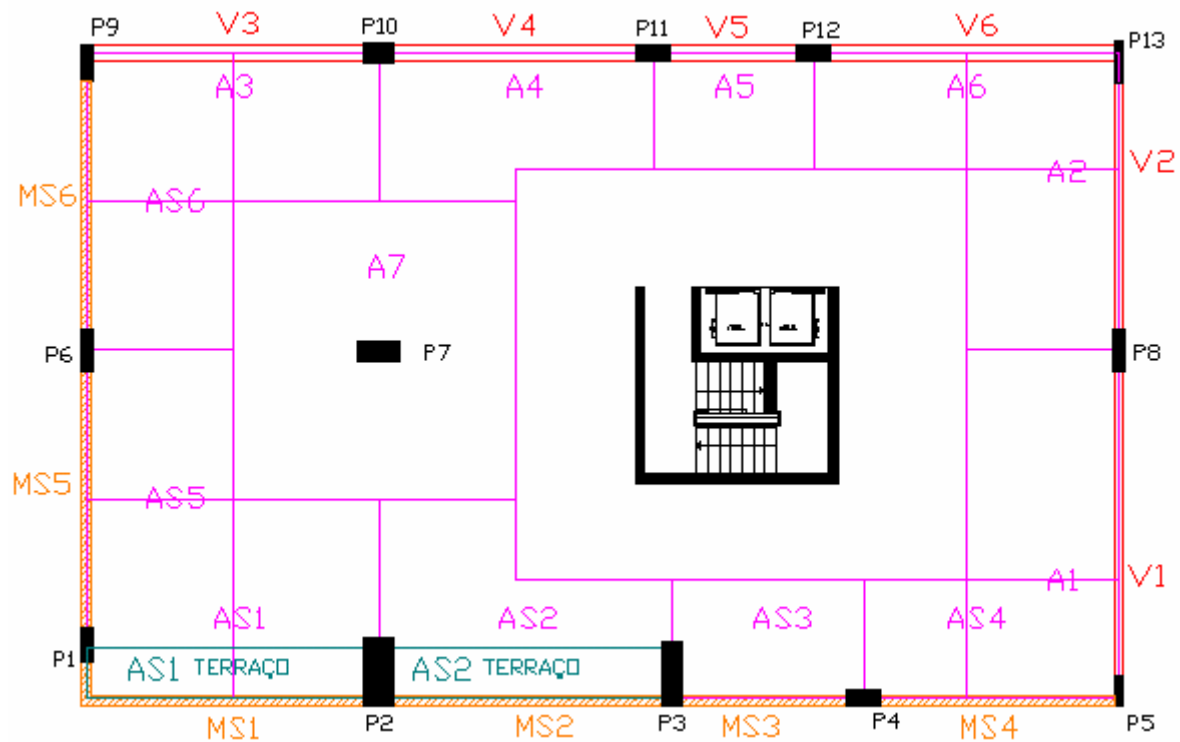 P9 V3 P10 V4 P11 V5 P12 V6 P13
A3 A4 A5 A6
V2
A2
MS6 AS6
A7
P6 P7 P8
MS5 AS5
A1 V1
AS1 AS2 AS3 AS4
P1 AS1 TERRAÇO AS2 TERRAÇO
MS1 P2 MS2 P3 MS3 P4 MS4 P5